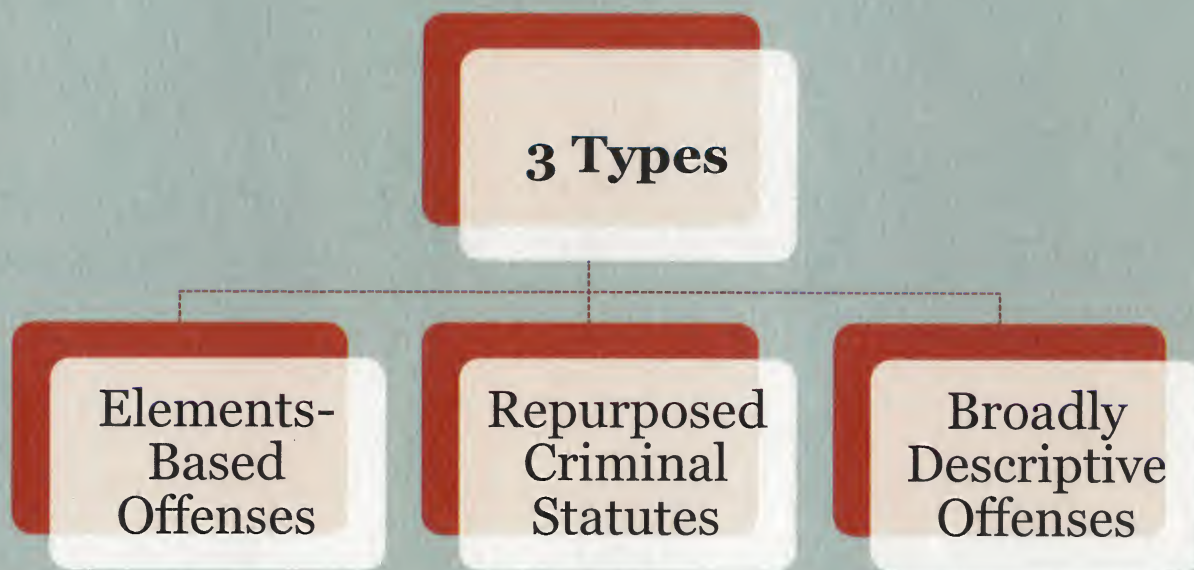 3 Types
Elements-
Based
Offenses
Repurposed
Criminal
Statutes
Broadly
Descriptive
Offenses